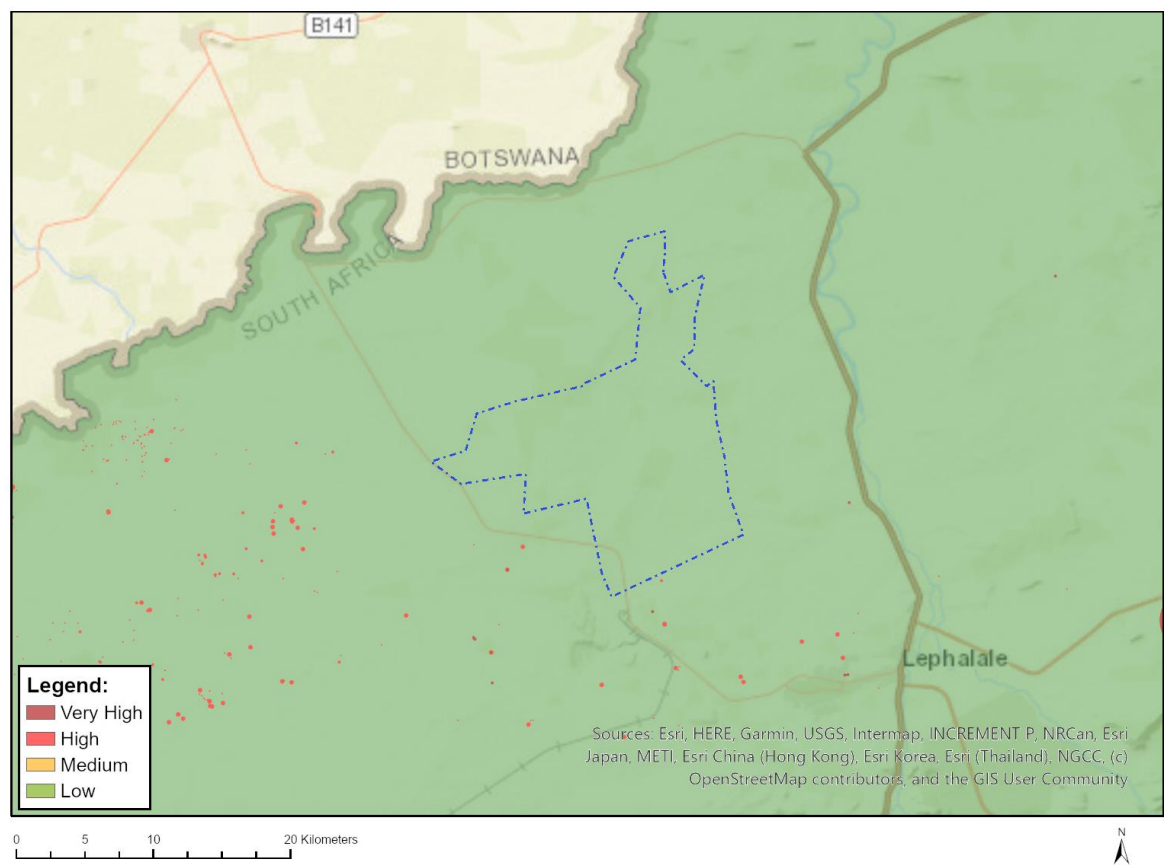 B141
BOTSWANA
SOUTH AFRICA
Lephalale
Legend:
Very High
High
Medium
Low
Sources: Esri, HERE, Garmin, USGS, Intermap, INCREMENT P, NRCan, Esri
Japan, METI, Esri China (Hong Kong), Esri Korea, Esri (Thailand), NGCC, (c)
OpenStreetMap contributors, and the GIS User Community
0 5 10 20 Kilometers
N